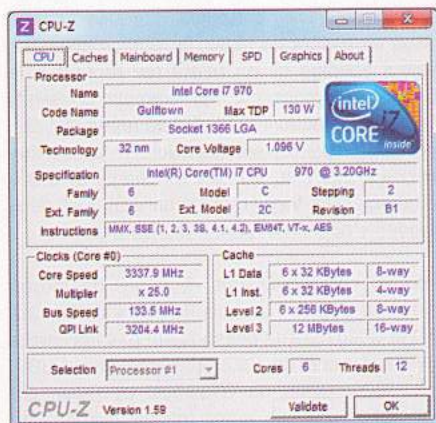 CPU-Z
CPU Caches Mainboard Memory SPD Graphics About
Processor
Name Intel Core i7 970
Code Name Gulftown Max TDP 130 W
Package Socket 1366 LGA
Technology 32 nm Core Voltage 1.096 V
intel
CORE i7
inside
Specification Intel(R) Core(TM) i7 CPU 970 @ 3.20GHz
Family 6 Model C Stepping 2
Ext. Family 6 Ext. Model 2C Revision B1
Instructions MMX, SSE (1, 2, 3, 3S, 4.1, 4.2), EM64T, VT-x, AES
Clocks (Core #0)
Core Speed 3337.9 MHz
Multiplier x 25.0
Bus Speed 133.5 MHz
QPI Link 3204.4 MHz
Cache
L1 Data 6 x 32 KBytes 8-way
L1 Inst. 6 x 32 KBytes 4-way
Level 2 6 x 256 KBytes 8-way
Level 3 12 MBytes 16-way
Selection Processor #1 Cores 6 Threads 12
CPU-Z Version 1.59 Validate OK